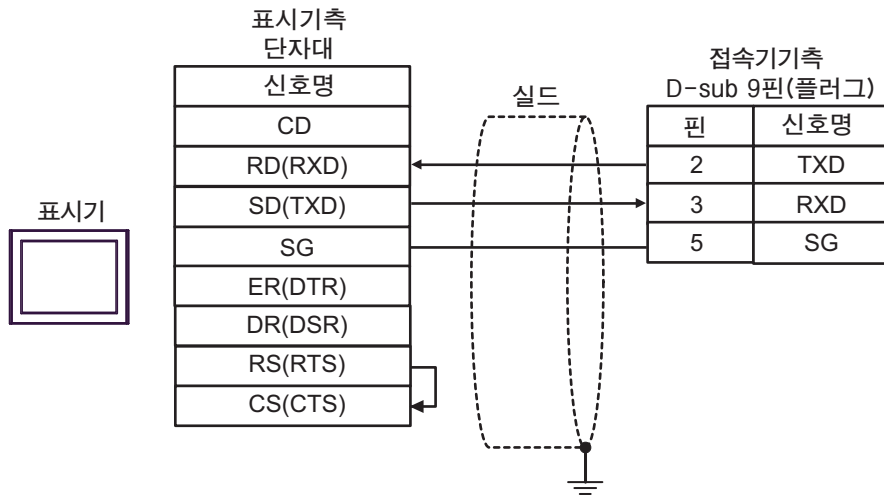 표시기측
단자대
신호명
CD
RD(RXD)
SD(TXD)
SG
ER(DTR)
DR(DSR)
RS(RTS)
CS(CTS)
표시기
실드
접속기기측
D-sub 9핀(플러그)
핀 신호명
2 TXD
3 RXD
5 SG